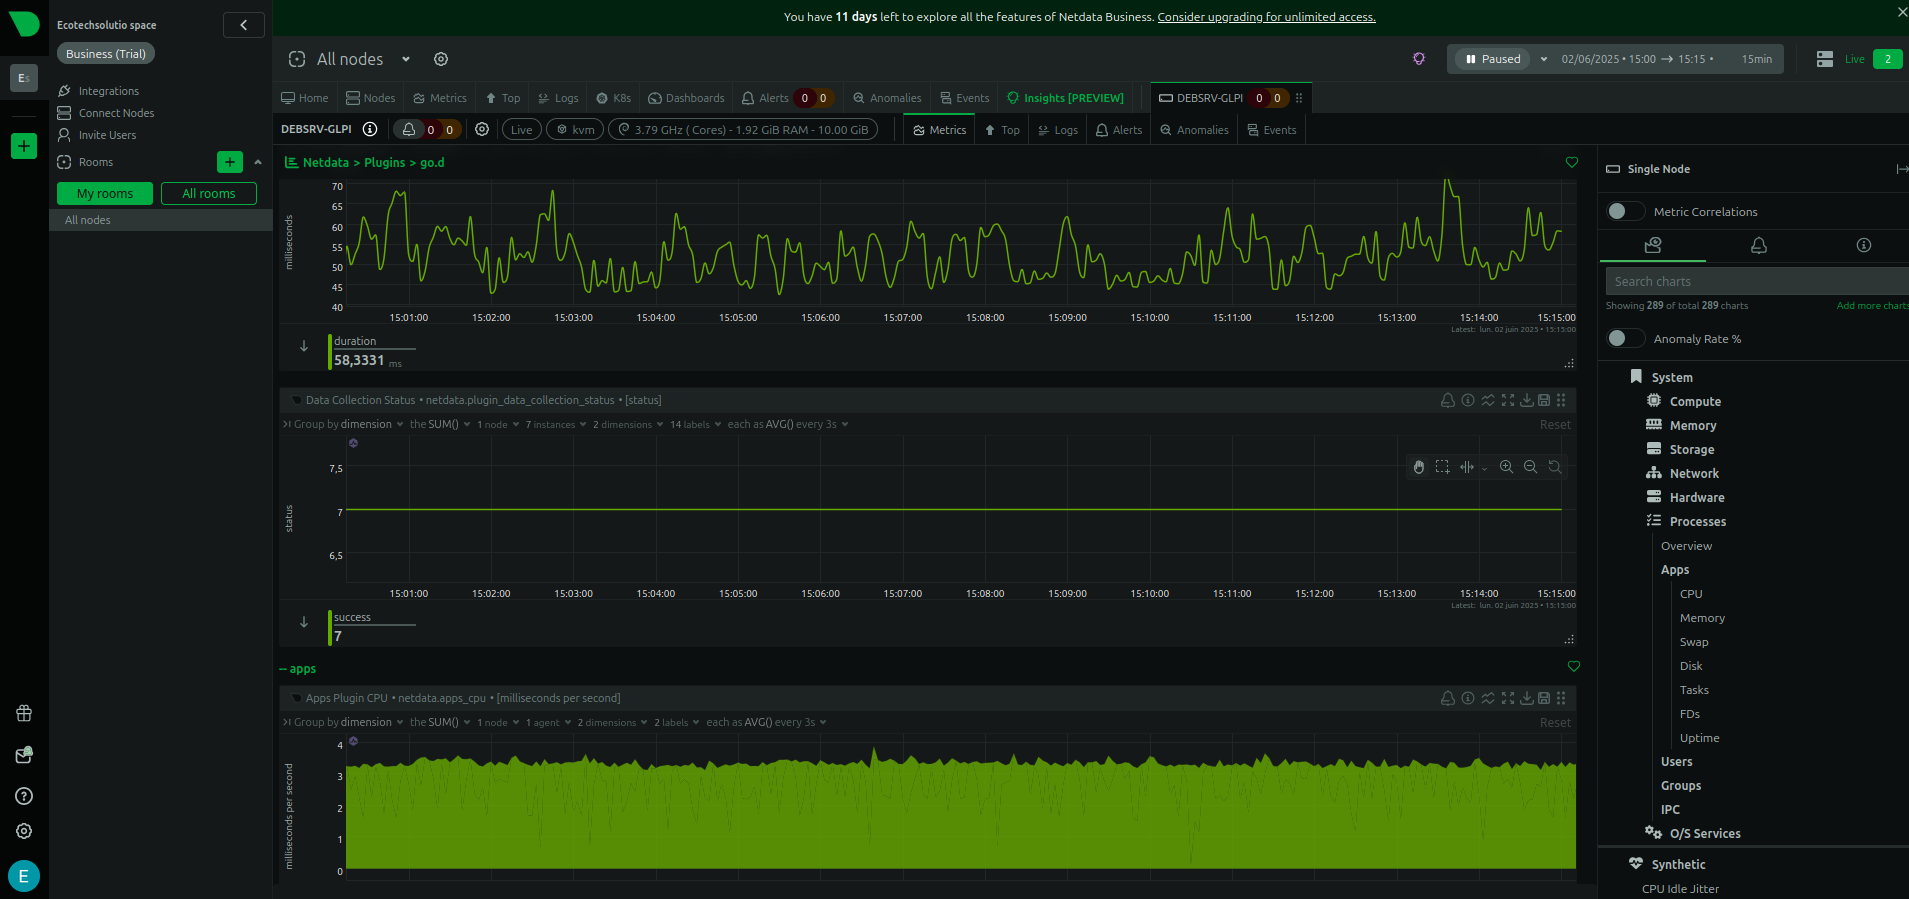 You have 11 days left to explore all the features of Netdata Business. Consider upgrading for unlimited access.
Es
Ecotechsolutio space
Business (Trial)
Integrations
Connect Nodes
Invite Users
Rooms
My rooms
All rooms
All nodes
E
All nodes
Paused
02/06/2025 • 15:00 → 15:15 •
15min
Live
2
Home
Nodes
Metrics
Top
Logs
K8s
Dashboards
Alerts 0 0
Anomalies
Events
Insights [PREVIEW]
DEBSRV-GLPI 0 0
DEBSRV-GLPI
0 0
Live
kvm
3.79 GHz ( Cores) - 1.92 GiB RAM - 10.00 GiB
Metrics
Top
Logs
Alerts
Anomalies
Events
Netdata > Plugins > go.d
milliseconds
70
65
60
55
50
45
40
15:01:00 15:02:00 15:03:00 15:04:00 15:05:00 15:06:00 15:07:00 15:08:00 15:09:00 15:10:00 15:11:00 15:12:00 15:13:00 15:14:00 15:15:00
Latest: lun. 02 juin 2025 • 15:15:00
duration
58,3331 ms
Data Collection Status • netdata.plugin_data_collection_status • [status]
Group by dimension the SUM() 1 node 7 instances 2 dimensions 14 labels each as AVG() every 3s
Reset
status
7,5
7
6,5
15:01:00 15:02:00 15:03:00 15:04:00 15:05:00 15:06:00 15:07:00 15:08:00 15:09:00 15:10:00 15:11:00 15:12:00 15:13:00 15:14:00 15:15:00
Latest: lun. 02 juin 2025 • 15:15:00
success
7
-- apps
Apps Plugin CPU • netdata.apps_cpu • [milliseconds per second]
Group by dimension the SUM() 1 node 1 agent 2 dimensions 2 labels each as AVG() every 3s
Reset
milliseconds per second
4
3
2
1
0
Single Node
Metric Correlations
Search charts
Showing 289 of total 289 charts
Add more charts
Anomaly Rate %
System
Compute
Memory
Storage
Network
Hardware
Processes
Overview
Apps
CPU
Memory
Swap
Disk
Tasks
FDs
Uptime
Users
Groups
IPC
O/S Services
Synthetic
CPU Idle Jitter